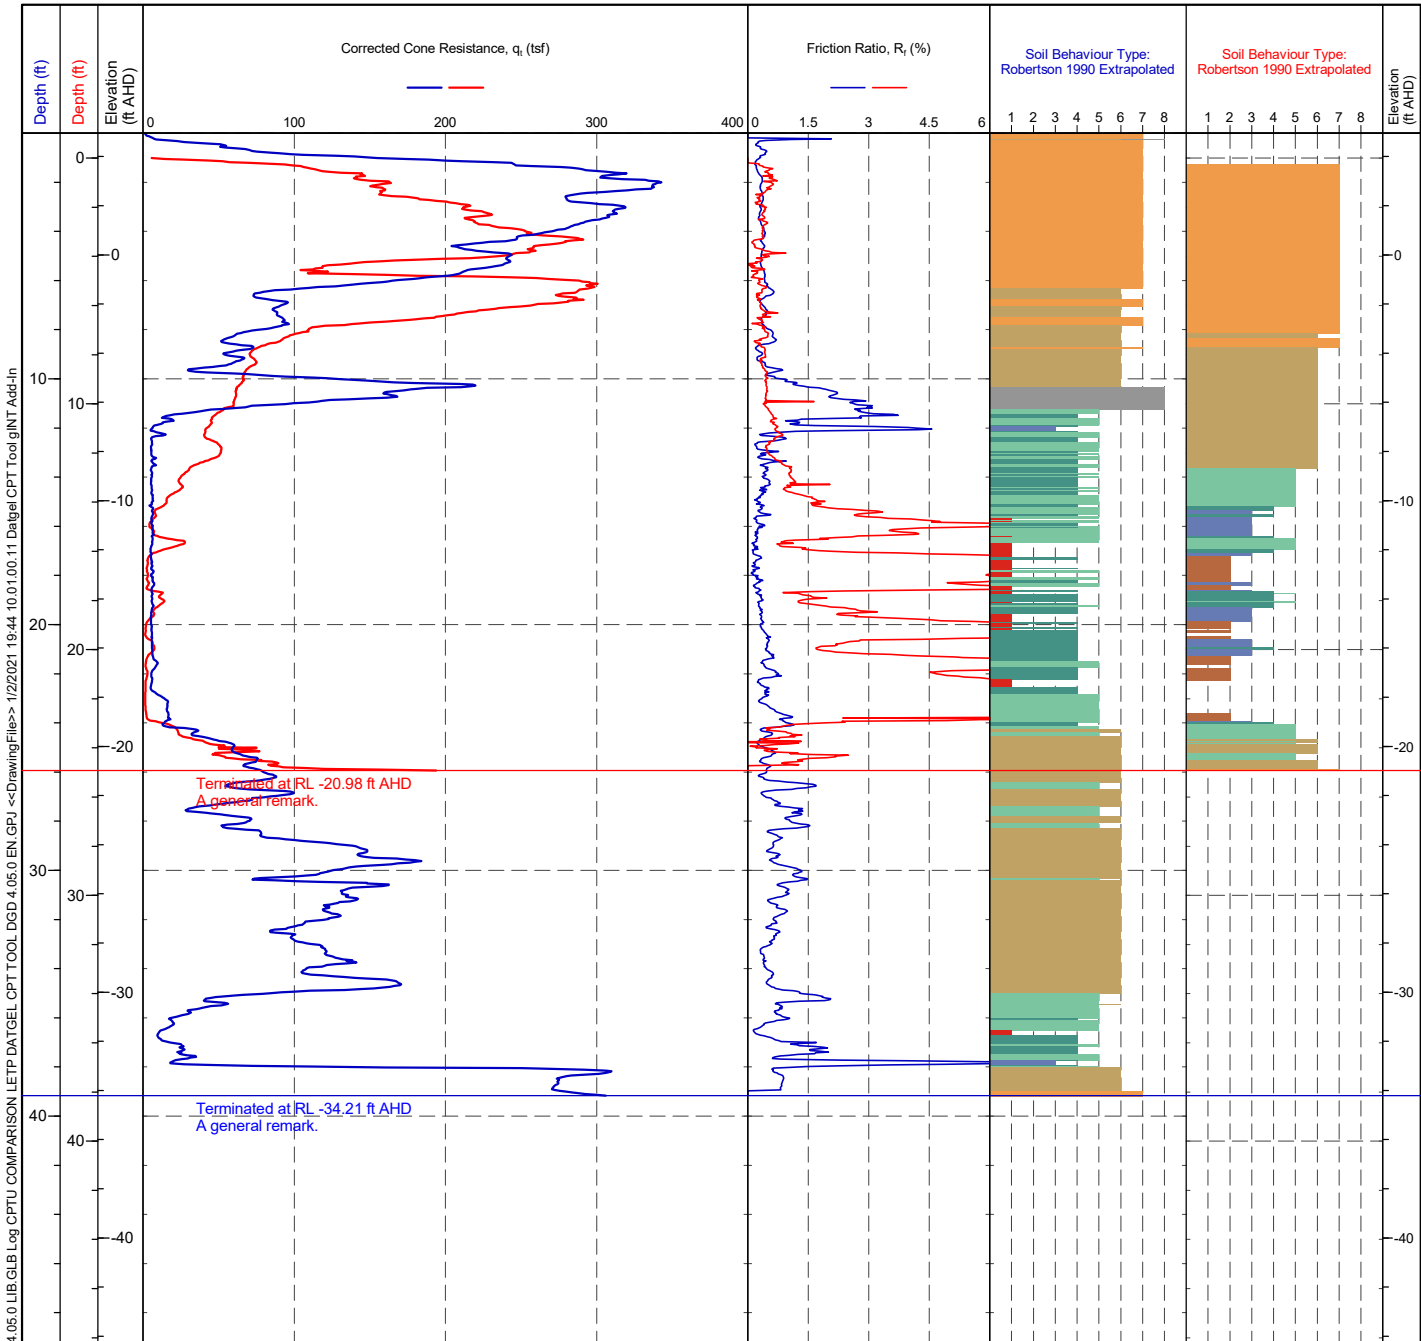 Depth (ft)
Depth (ft)
Elevation
(ft AHD)
Corrected Cone Resistance, qt (tsf)
Friction Ratio, Rf (%)
Soil Behaviour Type:
Robertson 1990 Extrapolated
Soil Behaviour Type:
Robertson 1990 Extrapolated
Elevation
(ft AHD)
0 100 200 300 400
0 1.5 3 4.5 6
1 2 3 4 5 6 7 8
1 2 3 4 5 6 7 8
0
0
0
10
10
-10
-10
20
20
-20
-20
Terminated at RL -20.98 ft AHD
A general remark.
30
30
-30
-30
Terminated at RL -34.21 ft AHD
A general remark.
40
40
-40
-40
4.05.0 LIB.GLB Log CPTU COMPARISON LETP DATGEL CPT TOOL DGD 4.05.0 EN.GPJ <<DrawingFile>> 1/2/2021 19:44 10.01.00.11 Datgel CPT Tool gINT Add-In